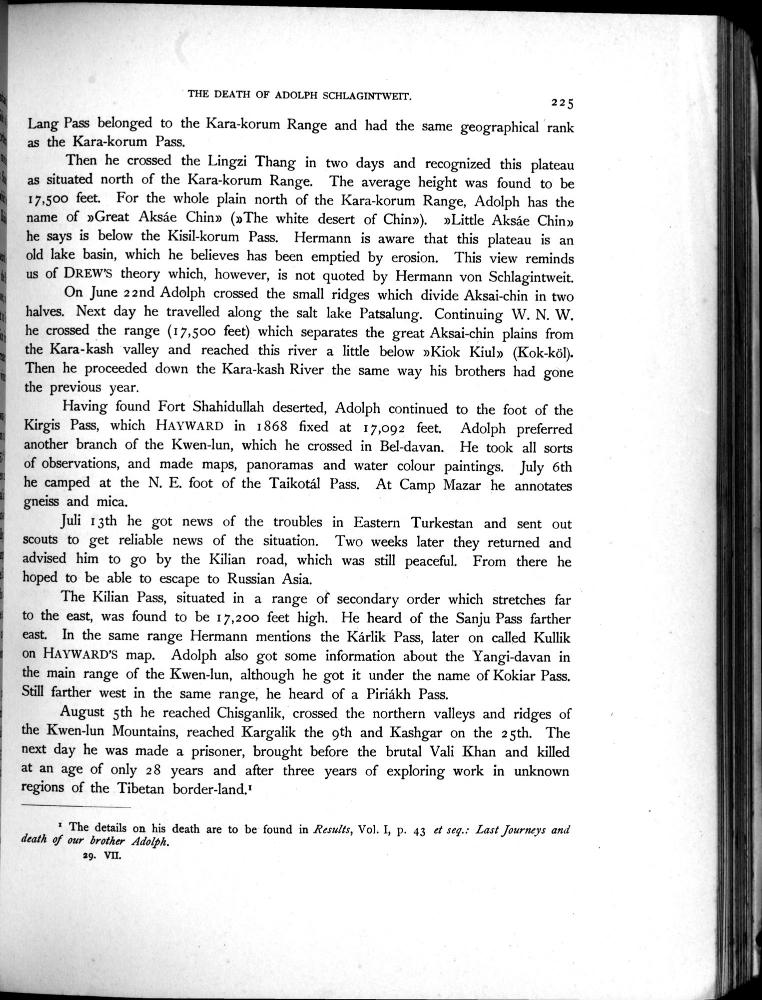 THE DEATH OF ADOLPH SCHLAGINTWEIT.
225
Lang Pass belonged to the Kara-korum Range and had the same geographical rank
as the Kara-korum Pass.
Then he crossed the Lingzi Thang in two days and recognized this plateau
as situated north of the Kara-korum Range. The average height was found to be
17,500 feet. For the whole plain north of the Kara-korum Range, Adolph has the
name of »Great Aksáe Chin» (»The white desert of Chin»). »Little Aksáe Chin»
he says is below the Kisil-korum Pass. Hermann is aware that this plateau is an
old lake basin, which he believes has been emptied by erosion. This view reminds
us of DREW'S theory which, however, is not quoted by Hermann von Schlagintweit.
On June 22nd Adolph crossed the small ridges which divide Aksai-chin in two
halves. Next day he travelled along the salt lake Patsalung. Continuing W. N. W.
he crossed the range (17,500 feet) which separates the great Aksai-chin plains from
the Kara-kash valley and reached this river a little below »Kiok Kiul» (Kok-köl).
Then he proceeded down the Kara-kash River the same way his brothers had gone
the previous year.
Having found Fort Shahidullah deserted, Adolph continued to the foot of the
Kirgis Pass, which HAYWARD in 1868 fixed at 17,092 feet. Adolph preferred
another branch of the Kwen-lun, which he crossed in Bel-davan. He took all sorts
of observations, and made maps, panoramas and water colour paintings. July 6th
he camped at the N. E. foot of the Taikotál Pass. At Camp Mazar he annotates
gneiss and mica.
Juli 13th he got news of the troubles in Eastern Turkestan and sent out
scouts to get reliable news of the situation. Two weeks later they returned and
advised him to go by the Kilian road, which was still peaceful. From there he
hoped to be able to escape to Russian Asia.
The Kilian Pass, situated in a range of secondary order which stretches far
to the east, was found to be 17,200 feet high. He heard of the Sanju Pass farther
east. In the same range Hermann mentions the Kárlik Pass, later on called Kullik
on HAYWARD'S map. Adolph also got some information about the Yangi-davan in
the main range of the Kwen-lun, although he got it under the name of Kokiar Pass.
Still farther west in the same range, he heard of a Piriákh Pass.
August 5th he reached Chisganlik, crossed the northern valleys and ridges of
the Kwen-lun Mountains, reached Kargalik the 9th and Kashgar on the 25th. The
next day he was made a prisoner, brought before the brutal Vali Khan and killed
at an age of only 28 years and after three years of exploring work in unknown
regions of the Tibetan border-land.¹
¹ The details on his death are to be found in Results, Vol. I, p. 43 et seq.: Last Journeys and
death of our brother Adolph.
29. VII.